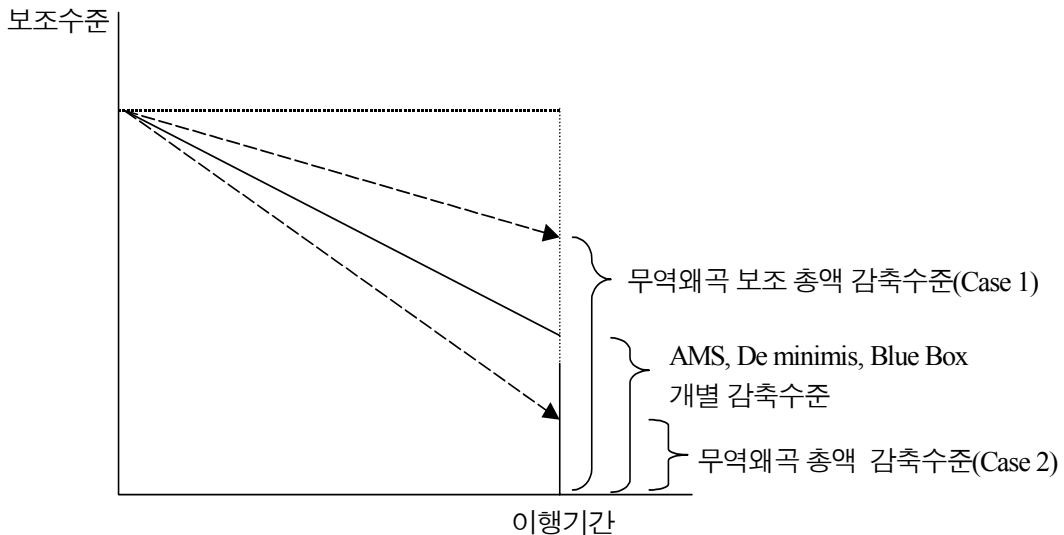 보조수준
무역왜곡 보조 총액 감축수준(Case 1)
AMS, De minimis, Blue Box
개별 감축수준
무역왜곡 총액 감축수준(Case 2)
이행기간